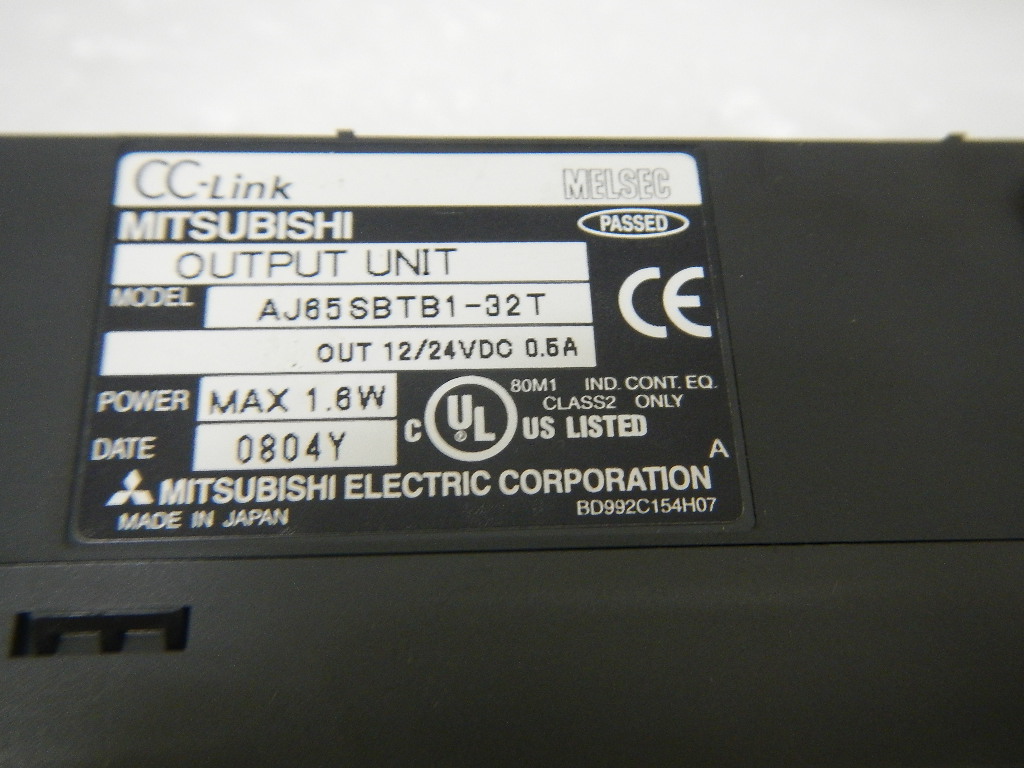 CC-Link MELSEC
MITSUBISHI PASSED
OUTPUT UNIT
MODEL AJ65SBTB1-32T
CE
OUT 12/24VDC 0.5A
POWER MAX 1.6W
C UL® US LISTED
80M1 IND. CONT. EQ.
CLASS2 ONLY
DATE 0804Y
A
MITSUBISHI ELECTRIC CORPORATION
MADE IN JAPAN BD992C154H07